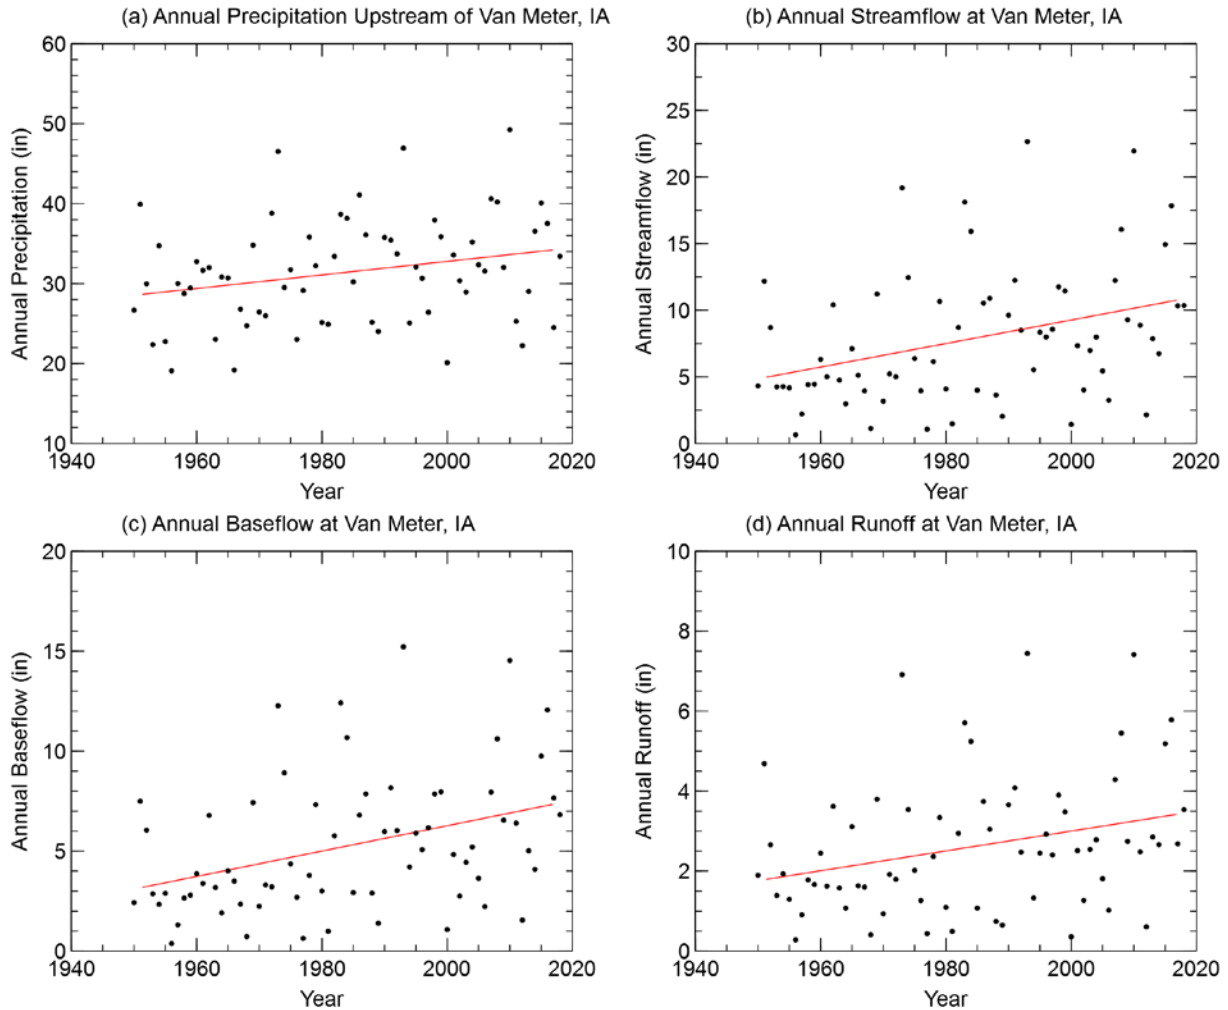 (a) Annual Precipitation Upstream of Van Meter, IA
60
50
40
30
20
10
Annual Precipitation (in)
1940 1960 1980 2000 2020
Year
(b) Annual Streamflow at Van Meter, IA
30
25
20
15
10
5
0
Annual Streamflow (in)
1940 1960 1980 2000 2020
Year
(c) Annual Baseflow at Van Meter, IA
20
15
10
5
0
Annual Baseflow (in)
1940 1960 1980 2000 2020
Year
(d) Annual Runoff at Van Meter, IA
10
8
6
4
2
0
Annual Runoff (in)
1940 1960 1980 2000 2020
Year